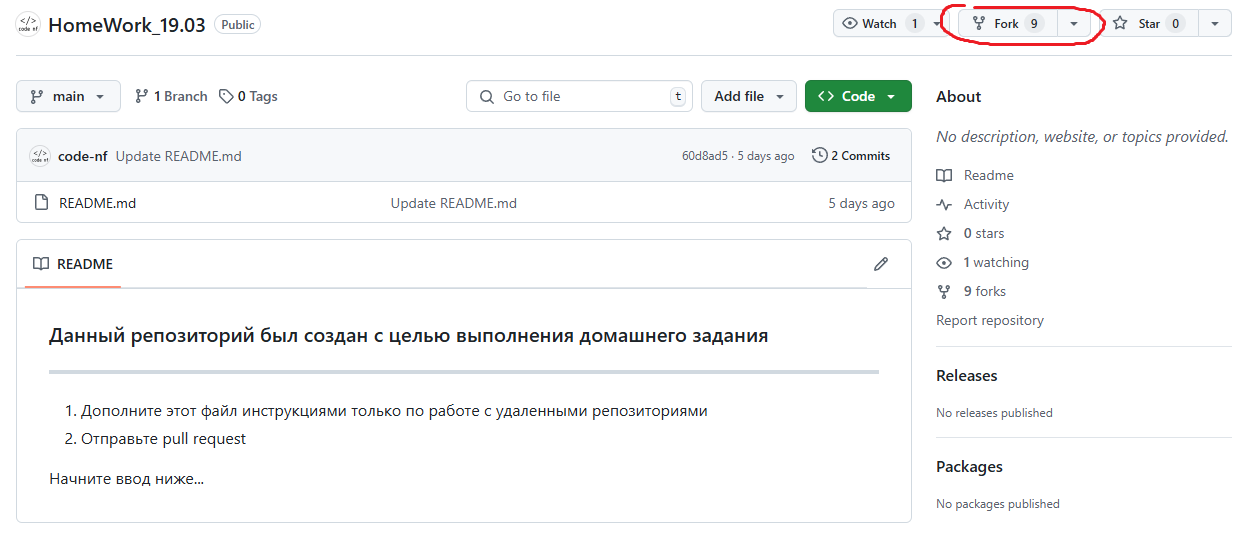 </> code nf HomeWork_19.03 Public Watch 1 Fork 9 Star 0
main 1 Branch 0 Tags Go to file t Add file <> Code About
No description, website, or topics provided.
</> code nf code-nf Update README.md 60d8ad5 · 5 days ago 2 Commits
Readme
README.md Update README.md 5 days ago
Activity
0 stars
README
1 watching
9 forks
Report repository
Данный репозиторий был создан с целью выполнения домашнего задания
Releases
1. Дополните этот файл инструкциями только по работе с удаленными репозиториями
No releases published
2. Отправьте pull request
Packages
Начните ввод ниже...
No packages published